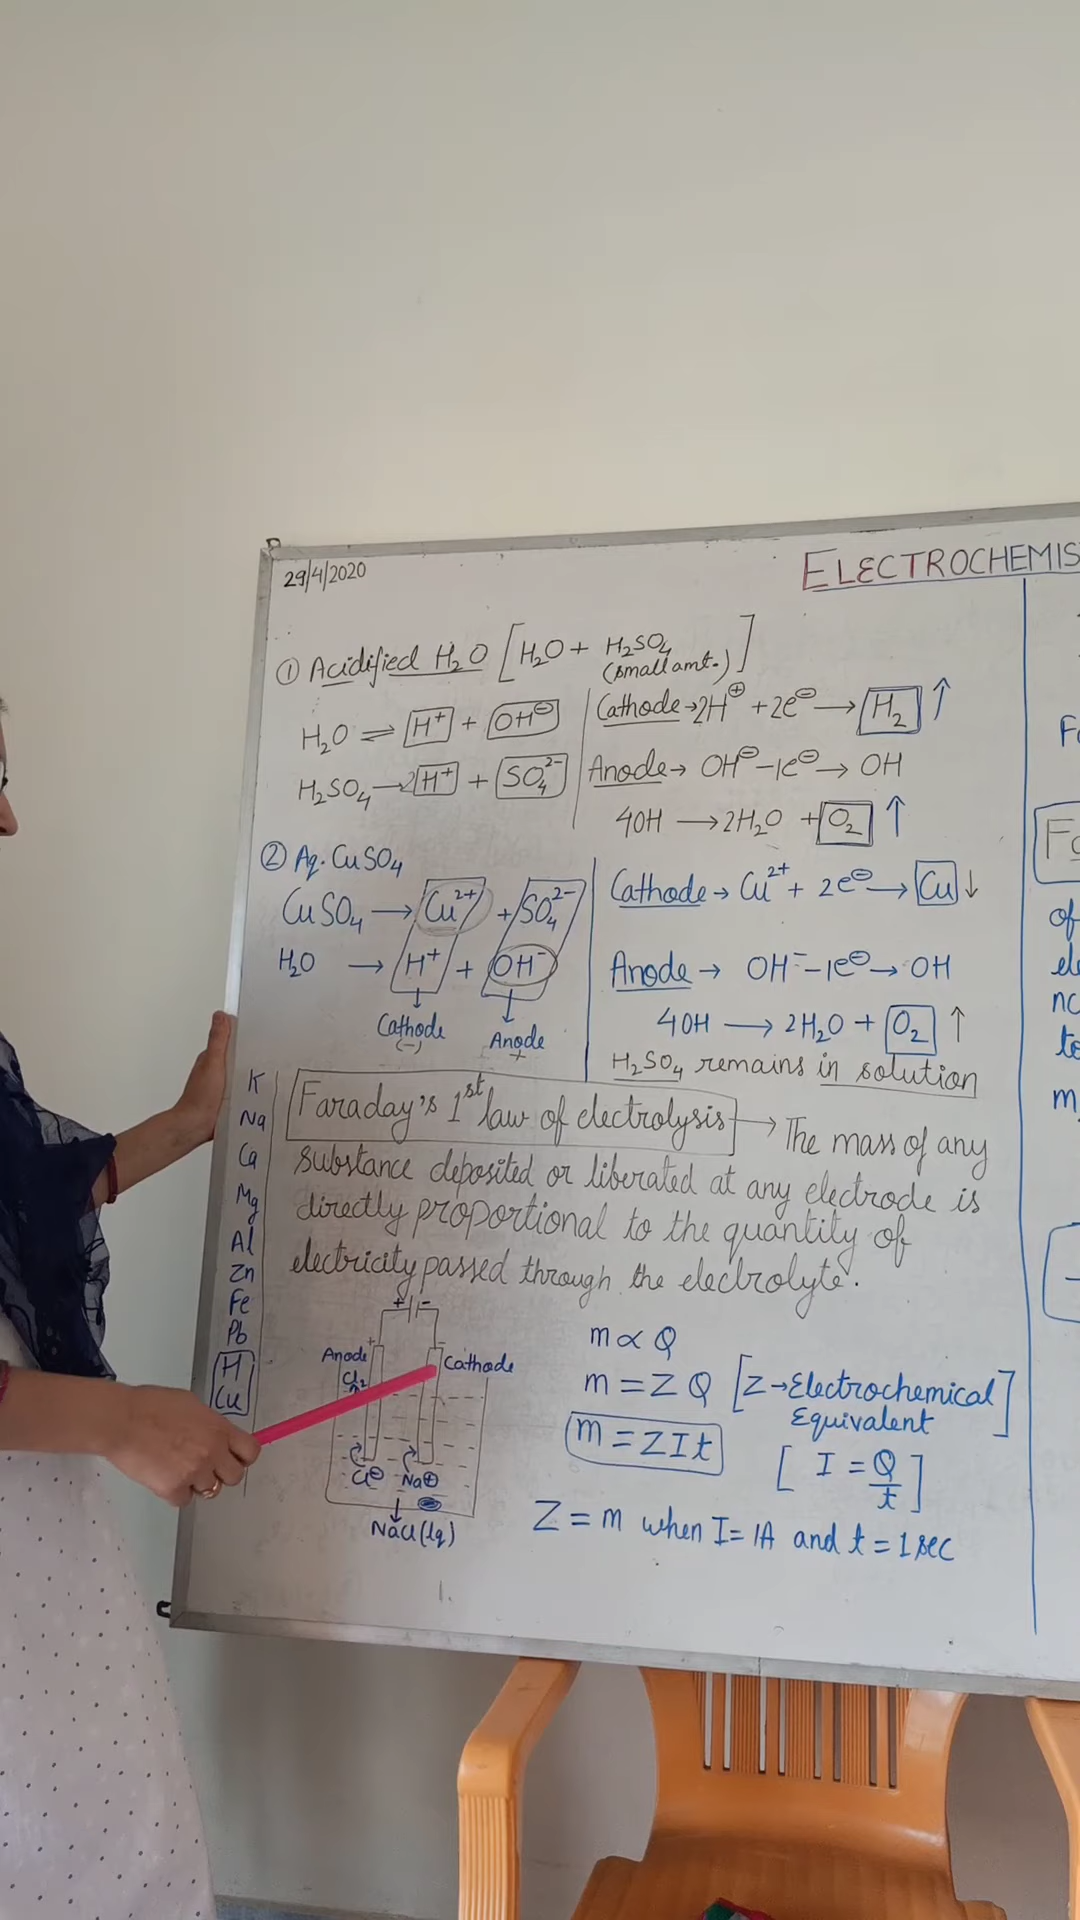 29/4/2020
ELECTROCHEMIS
① Acidified H₂O [H₂O + H₂SO₄ (small amt.)]
H₂O ⇌ H⁺ + OH⊖
H₂SO₄ → 2H⁺ + SO₄²⁻
Cathode → 2H⊕ + 2e⊖ → H₂ ↑
Anode → OH⊖ – 1e⊖ → OH
4OH → 2H₂O + O₂ ↑
② Aq. CuSO₄
CuSO₄ → Cu²⁺ + SO₄²⁻
H₂O → H⁺ + OH⁻
Cathode
(–)
Anode
+
Cathode → Cu²⁺ + 2e⊖ → Cu ↓
Anode → OH⁻ – 1e⊖ → OH
4OH → 2H₂O + O₂ ↑
H₂SO₄ remains in solution
K
Na
Ca
Mg
Al
Zn
Fe
Pb
H
Cu
Faraday's 1st law of electrolysis → The mass of any
substance deposited or liberated at any electrode is
directly proportional to the quantity of
electricity passed through the electrolyte.
+ –
+ –
Anode
Cathode
Cl₂
Cl⊖ Na⊕
NaCl(lq)
m ∝ Q
m = Z Q [Z → Electrochemical
Equivalent]
m = Z I t
[I = Q/t]
Z = m when I = 1A and t = 1 sec
of
to
m